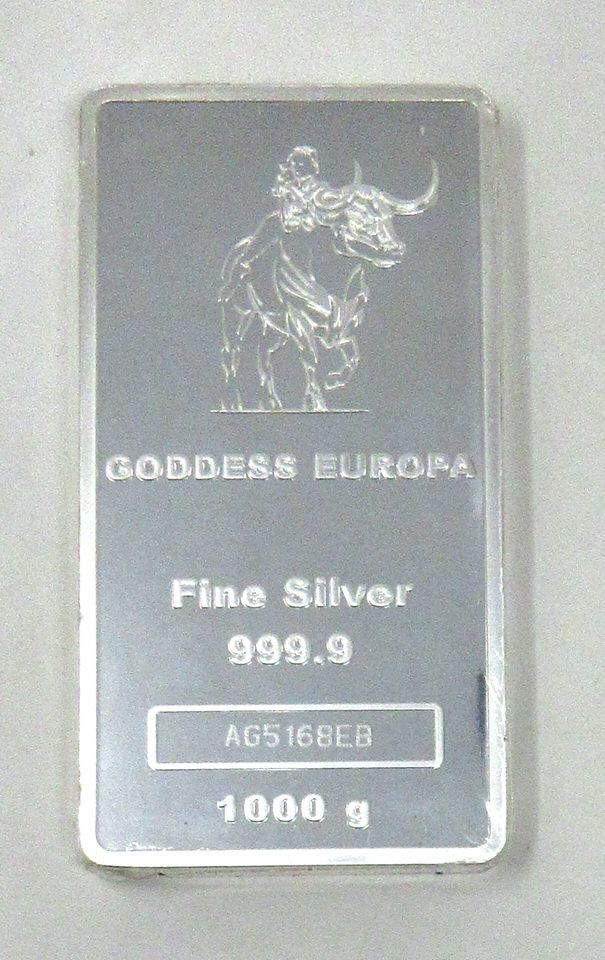 GODDESS EUROPA
Fine Silver
999.9
AG5168EB
1000 g